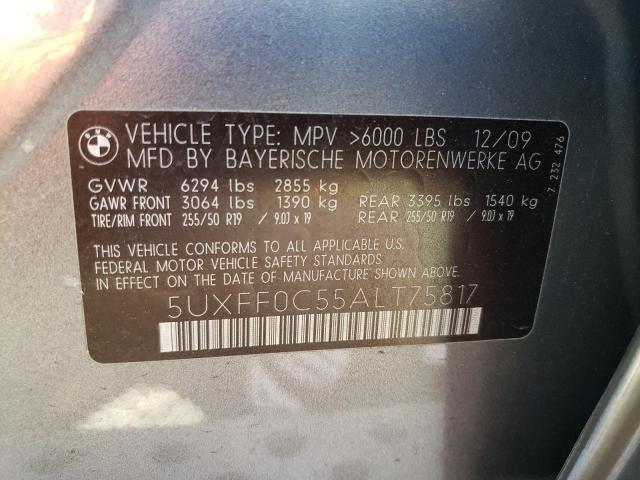 BMW
VEHICLE TYPE: MPV >6000 LBS 12/09
MFD BY BAYERISCHE MOTORENWERKE AG
GVWR 6294 lbs 2855 kg
GAWR FRONT 3064 lbs 1390 kg REAR 3395 lbs 1540 kg
TIRE/RIM FRONT 255/50 R19 / 9.0J x 19 REAR 255/50 R19 / 9.0J x 19
THIS VEHICLE CONFORMS TO ALL APPLICABLE U.S.
FEDERAL MOTOR VEHICLE SAFETY STANDARDS
IN EFFECT ON THE DATE OF MANUFACTURE SHOWN ABOVE.
5UXFF0C55ALT75817
7 232 476